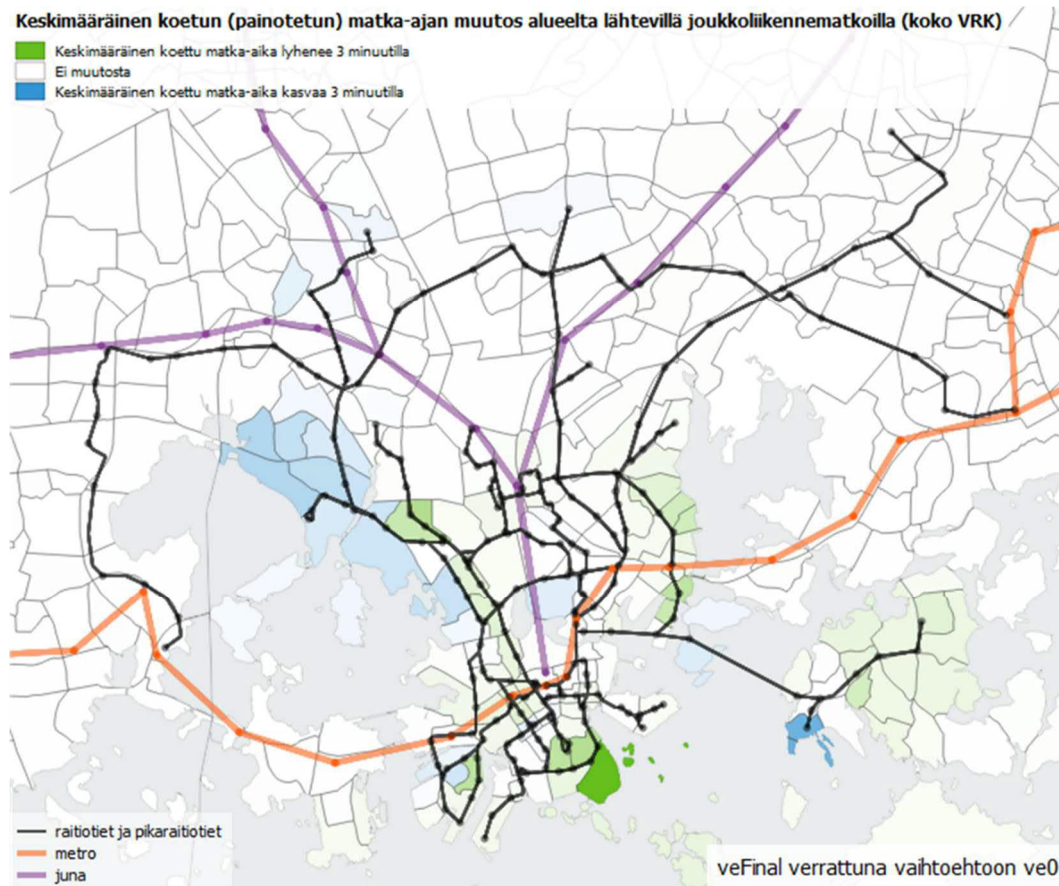 Keskimääräinen koetun (painotetun) matka-ajan muutos alueelta lähtevillä joukkoliikennematkoilla (koko VRK)
Keskimääräinen koettu matka-aika lyhenee 3 minuutilla
Ei muutosta
Keskimääräinen koettu matka-aika kasvaa 3 minuutilla
raitiotiet ja pikaraitiotiet
metro
juna
veFinal verrattuna vaihtoehtoon ve0